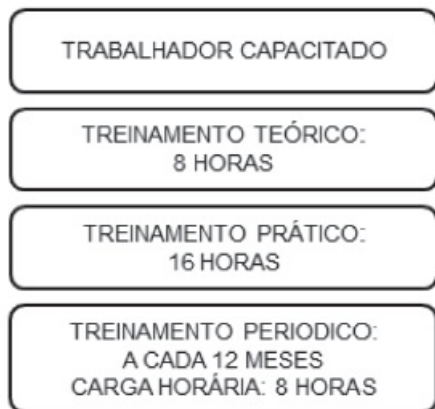 TRABALHADOR CAPACITADO
TREINAMENTO TEÓRICO:
8 HORAS
TREINAMENTO PRÁTICO:
16 HORAS
TREINAMENTO PERIODICO:
A CADA 12 MESES
CARGA HORÁRIA: 8 HORAS